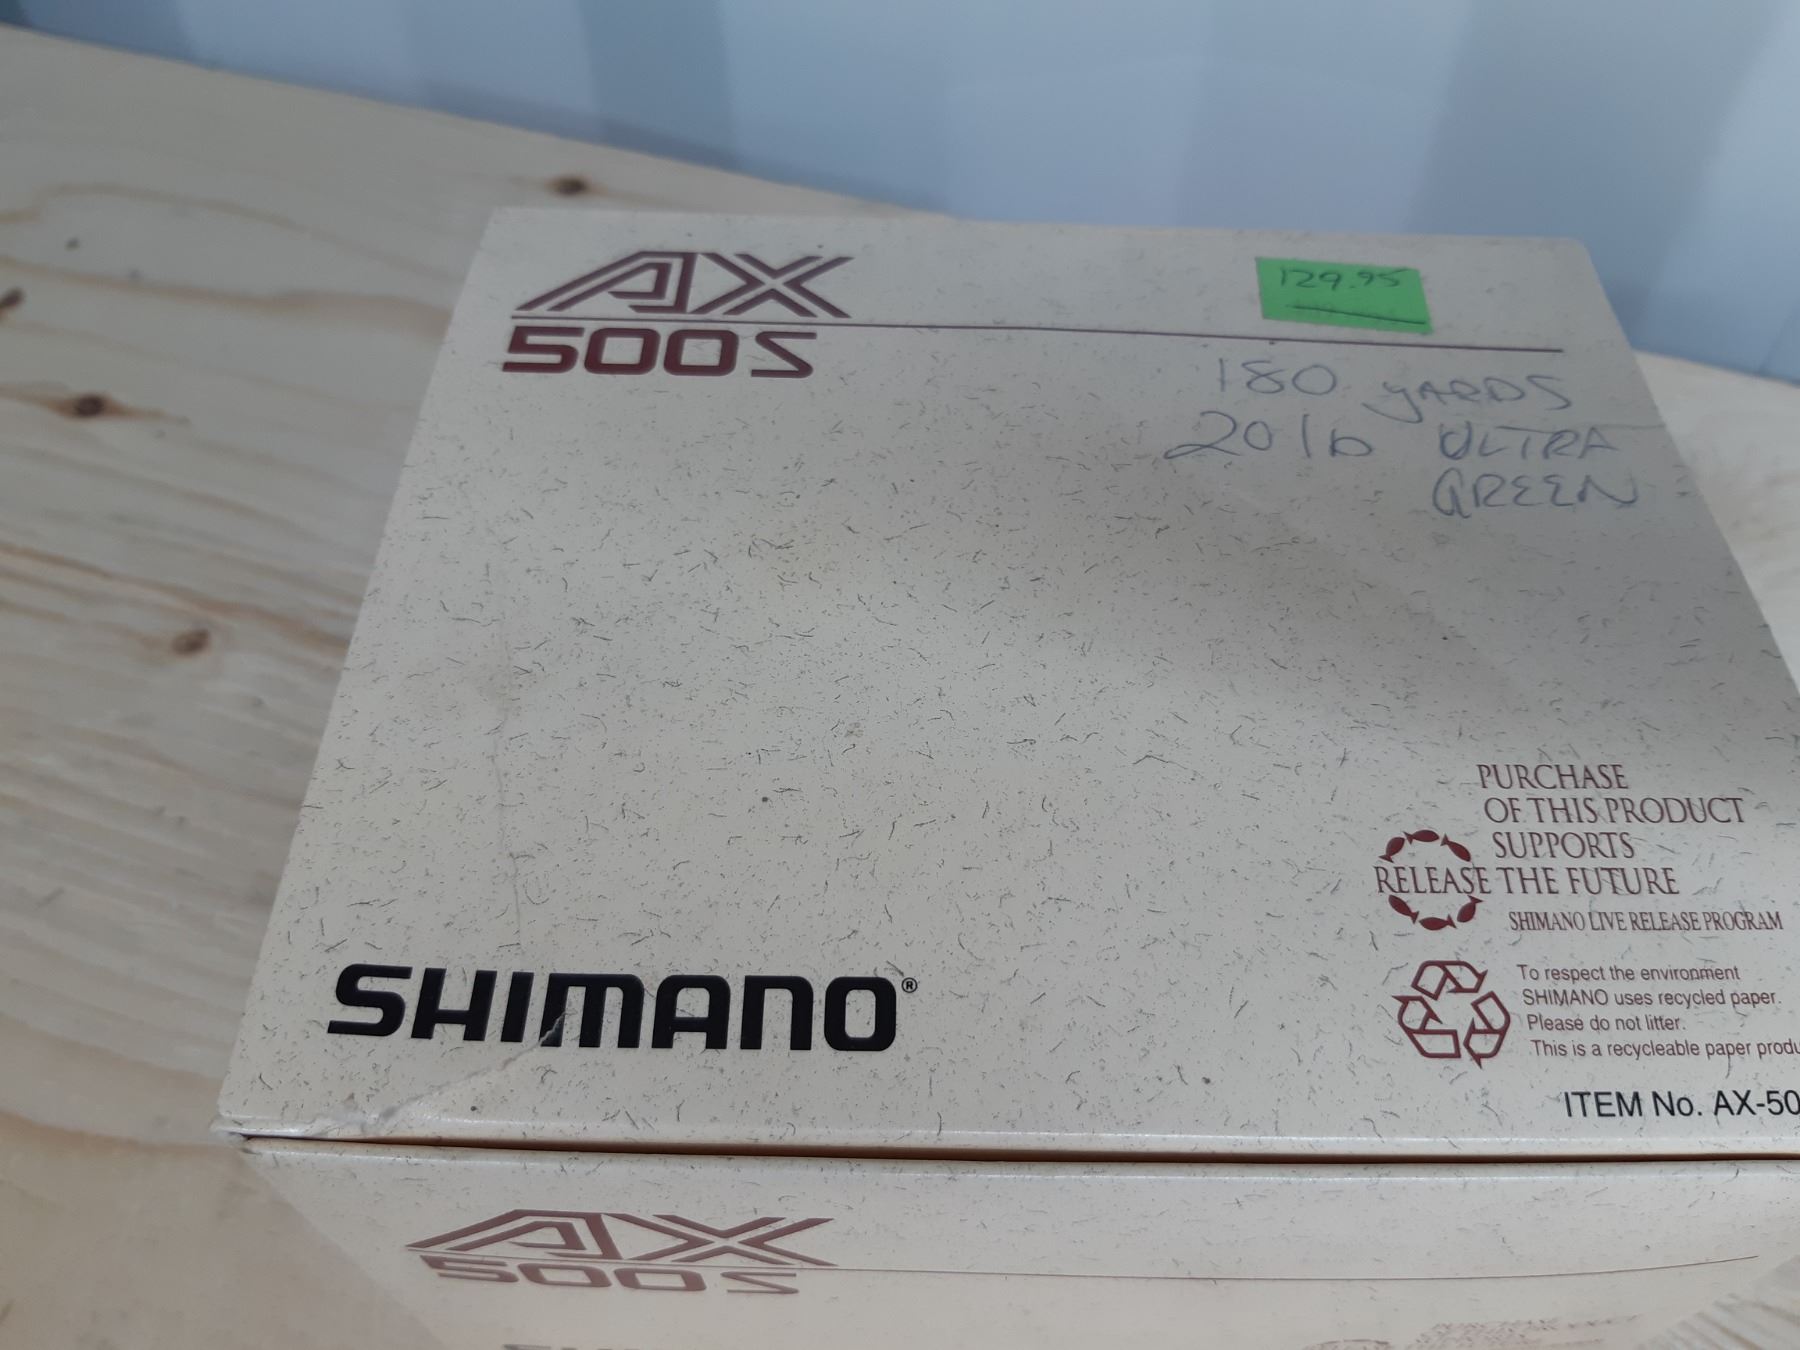 AX
500S
129.95
180 YARDS
20 lb ULTRA
GREEN
PURCHASE
OF THIS PRODUCT
SUPPORTS
RELEASE THE FUTURE
SHIMANO LIVE RELEASE PROGRAM
SHIMANO®
To respect the environment
SHIMANO uses recycled paper.
Please do not litter.
This is a recycleable paper produ
ITEM No. AX-50
AX
500S